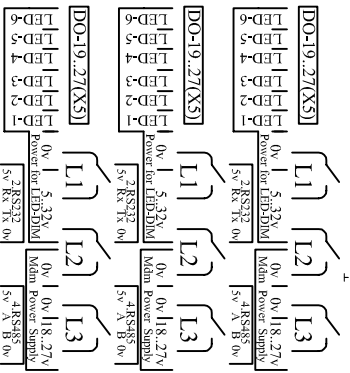 DO-19..27(X5)
LED-6
LED-5
LED-4
LED-3
LED-2
LED-1
L1
L2
L3
0v 5..32v
Power for LED-DIM
0v 18..27v
Mdm Power Supply
2.RS232
5v Rx Tx 0v
4.RS485
5v A B 0v
DO-19..27(X5)
LED-6
LED-5
LED-4
LED-3
LED-2
LED-1
L1
L2
L3
0v 5..32v
Power for LED-DIM
0v 18..27v
Mdm Power Supply
2.RS232
5v Rx Tx 0v
4.RS485
5v A B 0v
DO-19..27(X5)
LED-6
LED-5
LED-4
LED-3
LED-2
LED-1
L1
L2
L3
0v 5..32v
Power for LED-DIM
0v 18..27v
Mdm Power Supply
2.RS232
5v Rx Tx 0v
4.RS485
5v A B 0v